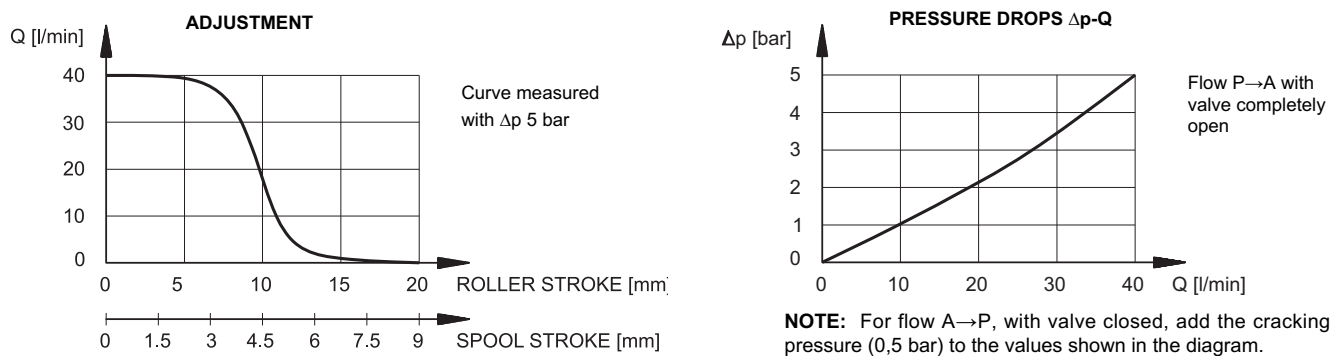 ADJUSTMENT
Q [l/min]
40
30
20
10
0
0 5 10 15 20 ROLLER STROKE [mm]
0 1.5 3 4.5 6 7.5 9 SPOOL STROKE [mm]
Curve measured
with Δp 5 bar
PRESSURE DROPS Δp-Q
Δp [bar]
5
4
3
2
1
0
0 10 20 30 40 Q [l/min]
Flow P→A with
valve completely
open
NOTE: For flow A→P, with valve closed, add the cracking
pressure (0,5 bar) to the values shown in the diagram.